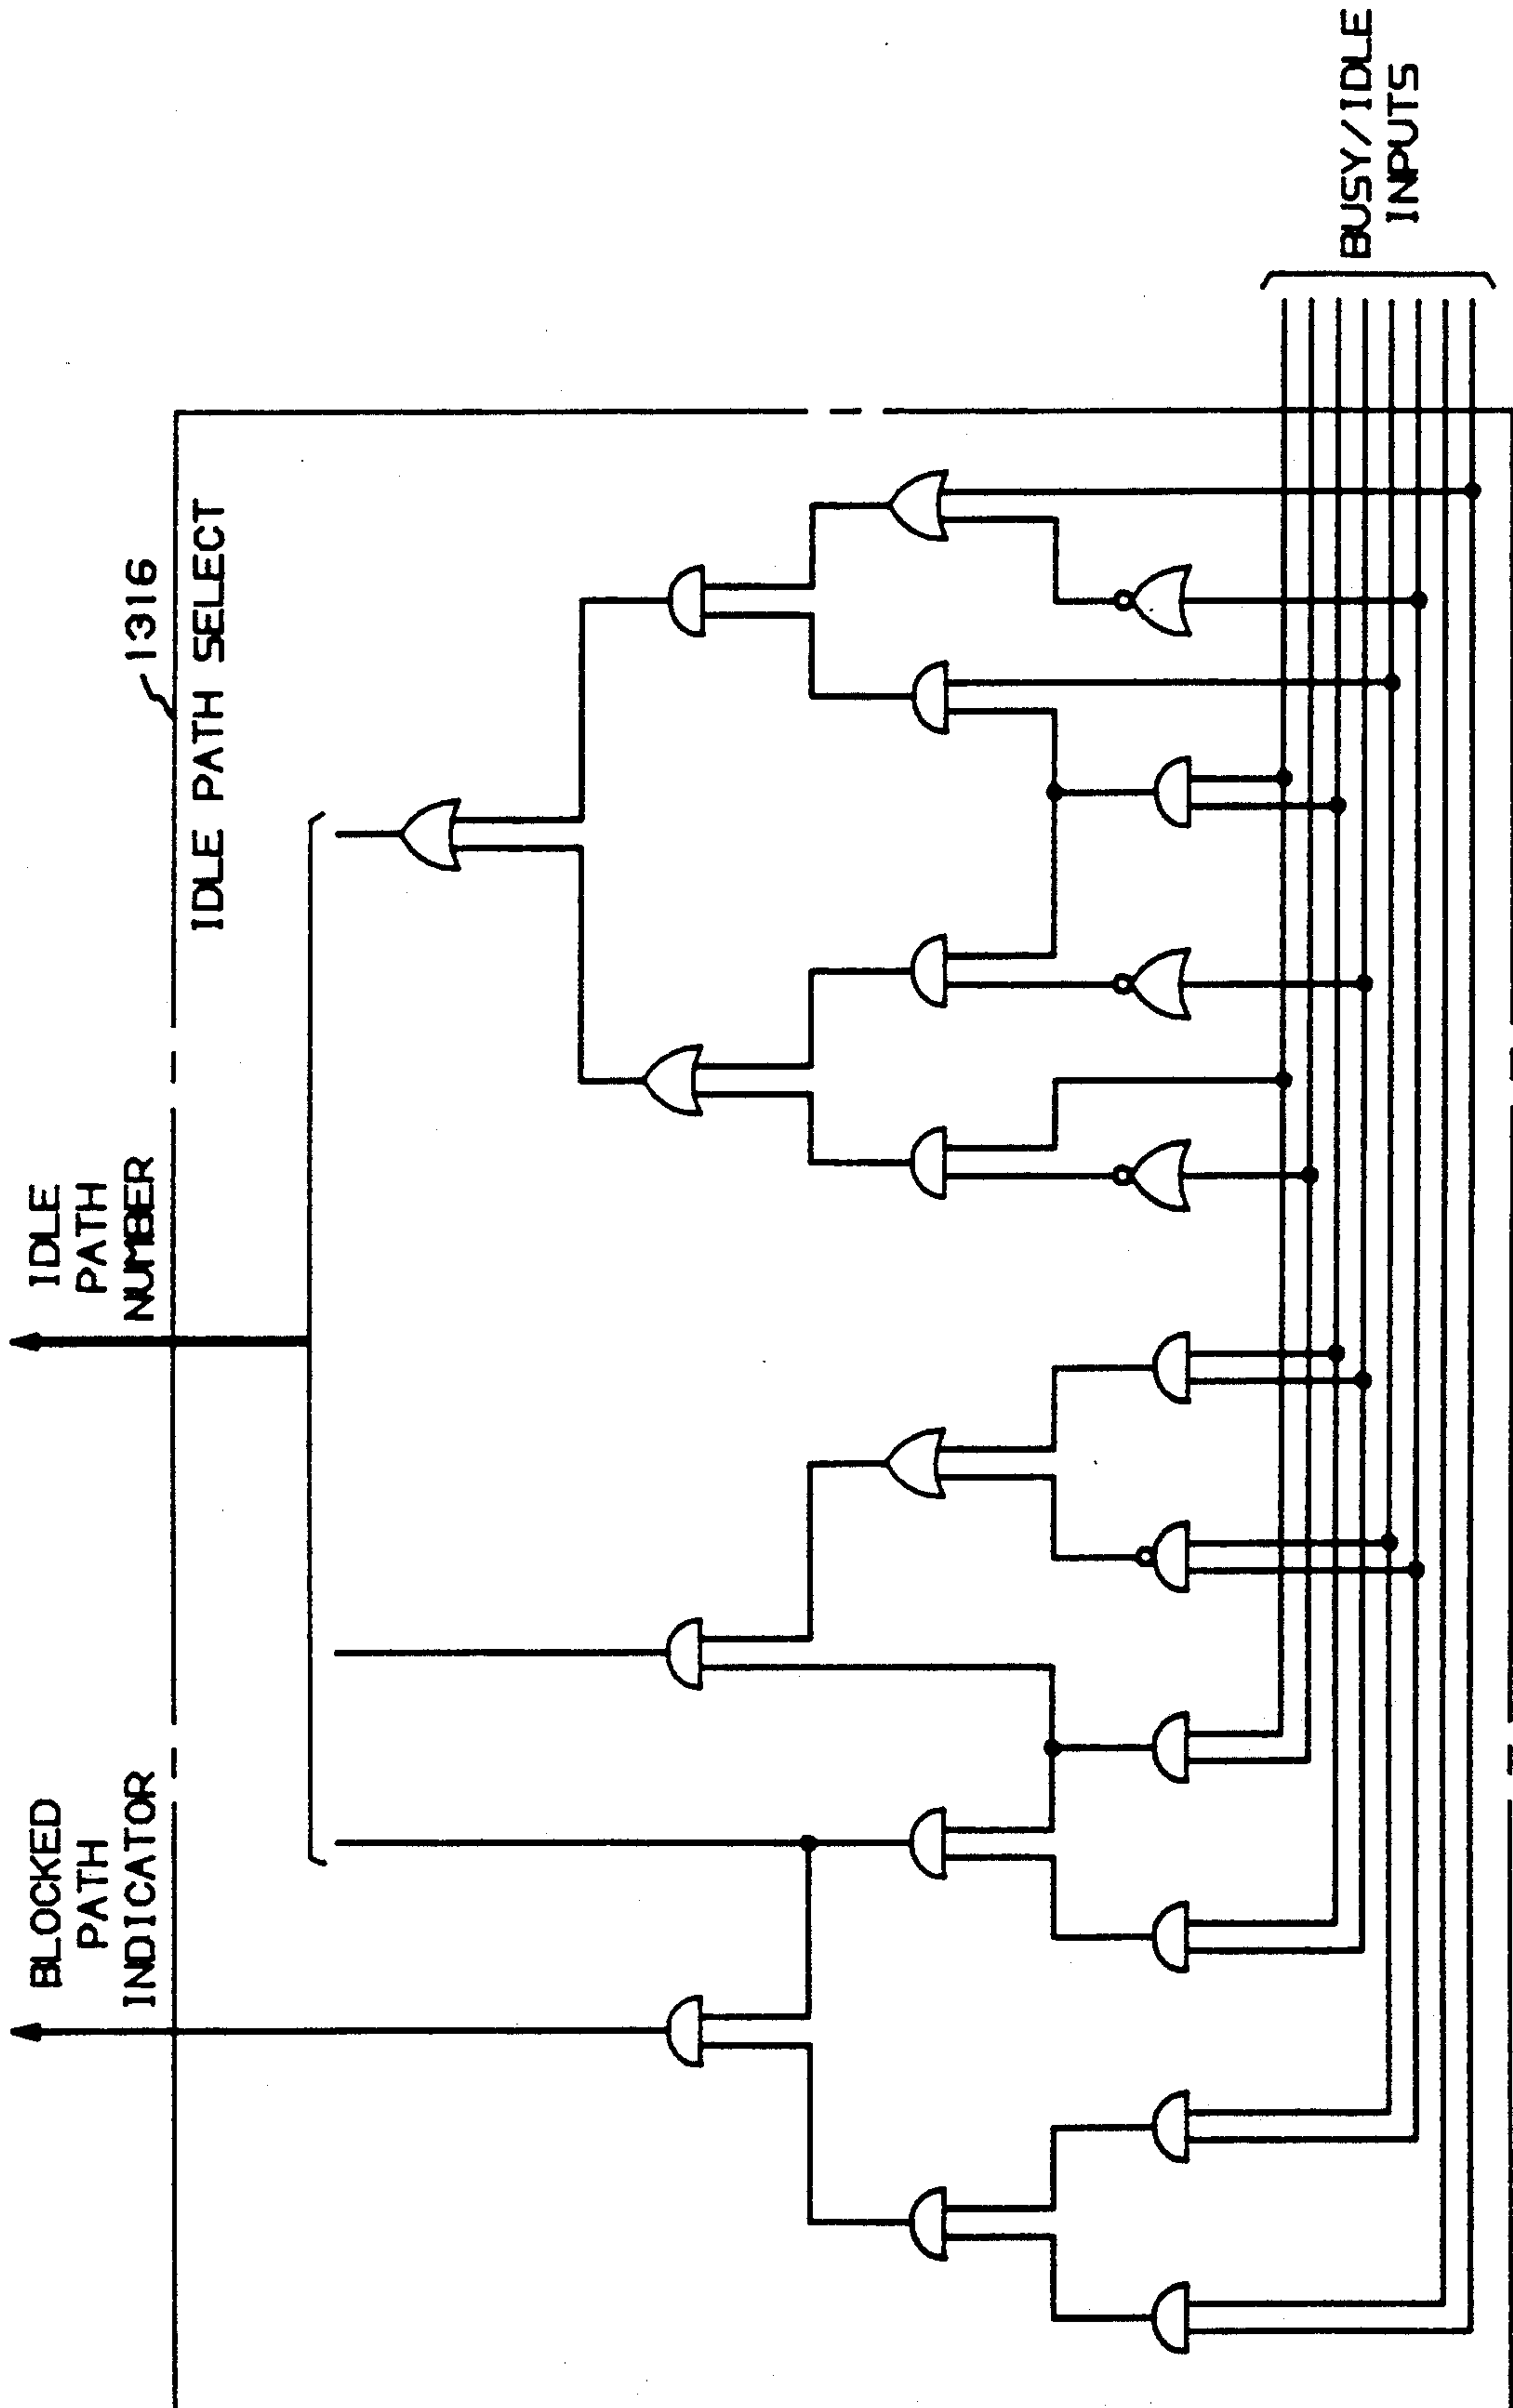 BLOCKED
PATH
INDICATOR
IDLE
PATH
NUMBER
1316
IDLE PATH SELECT
BUSY/IDLE
INPUTS